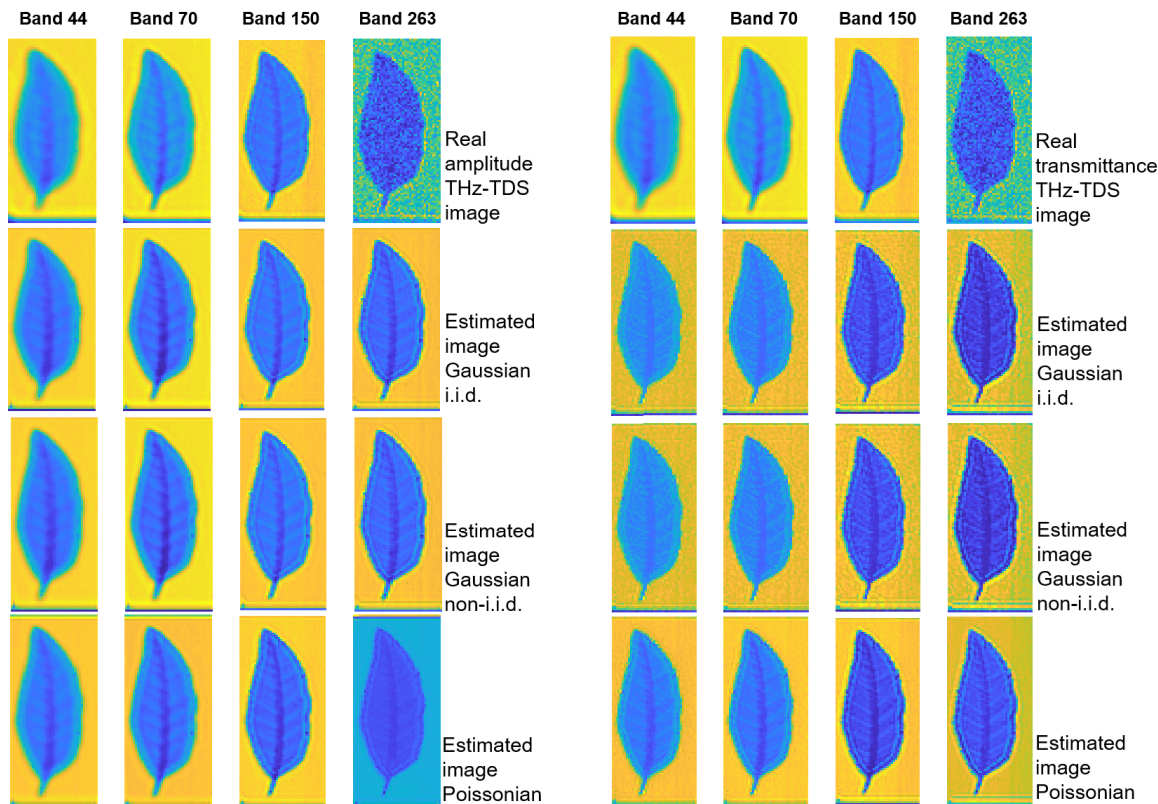 Band 44 Band 70 Band 150 Band 263
Real
amplitude
THz-TDS
image
Estimated
image
Gaussian
i.i.d.
Estimated
image
Gaussian
non-i.i.d.
Estimated
image
Poissonian
Band 44 Band 70 Band 150 Band 263
Real
transmittance
THz-TDS
image
Estimated
image
Gaussian
i.i.d.
Estimated
image
Gaussian
non-i.i.d.
Estimated
image
Poissonian